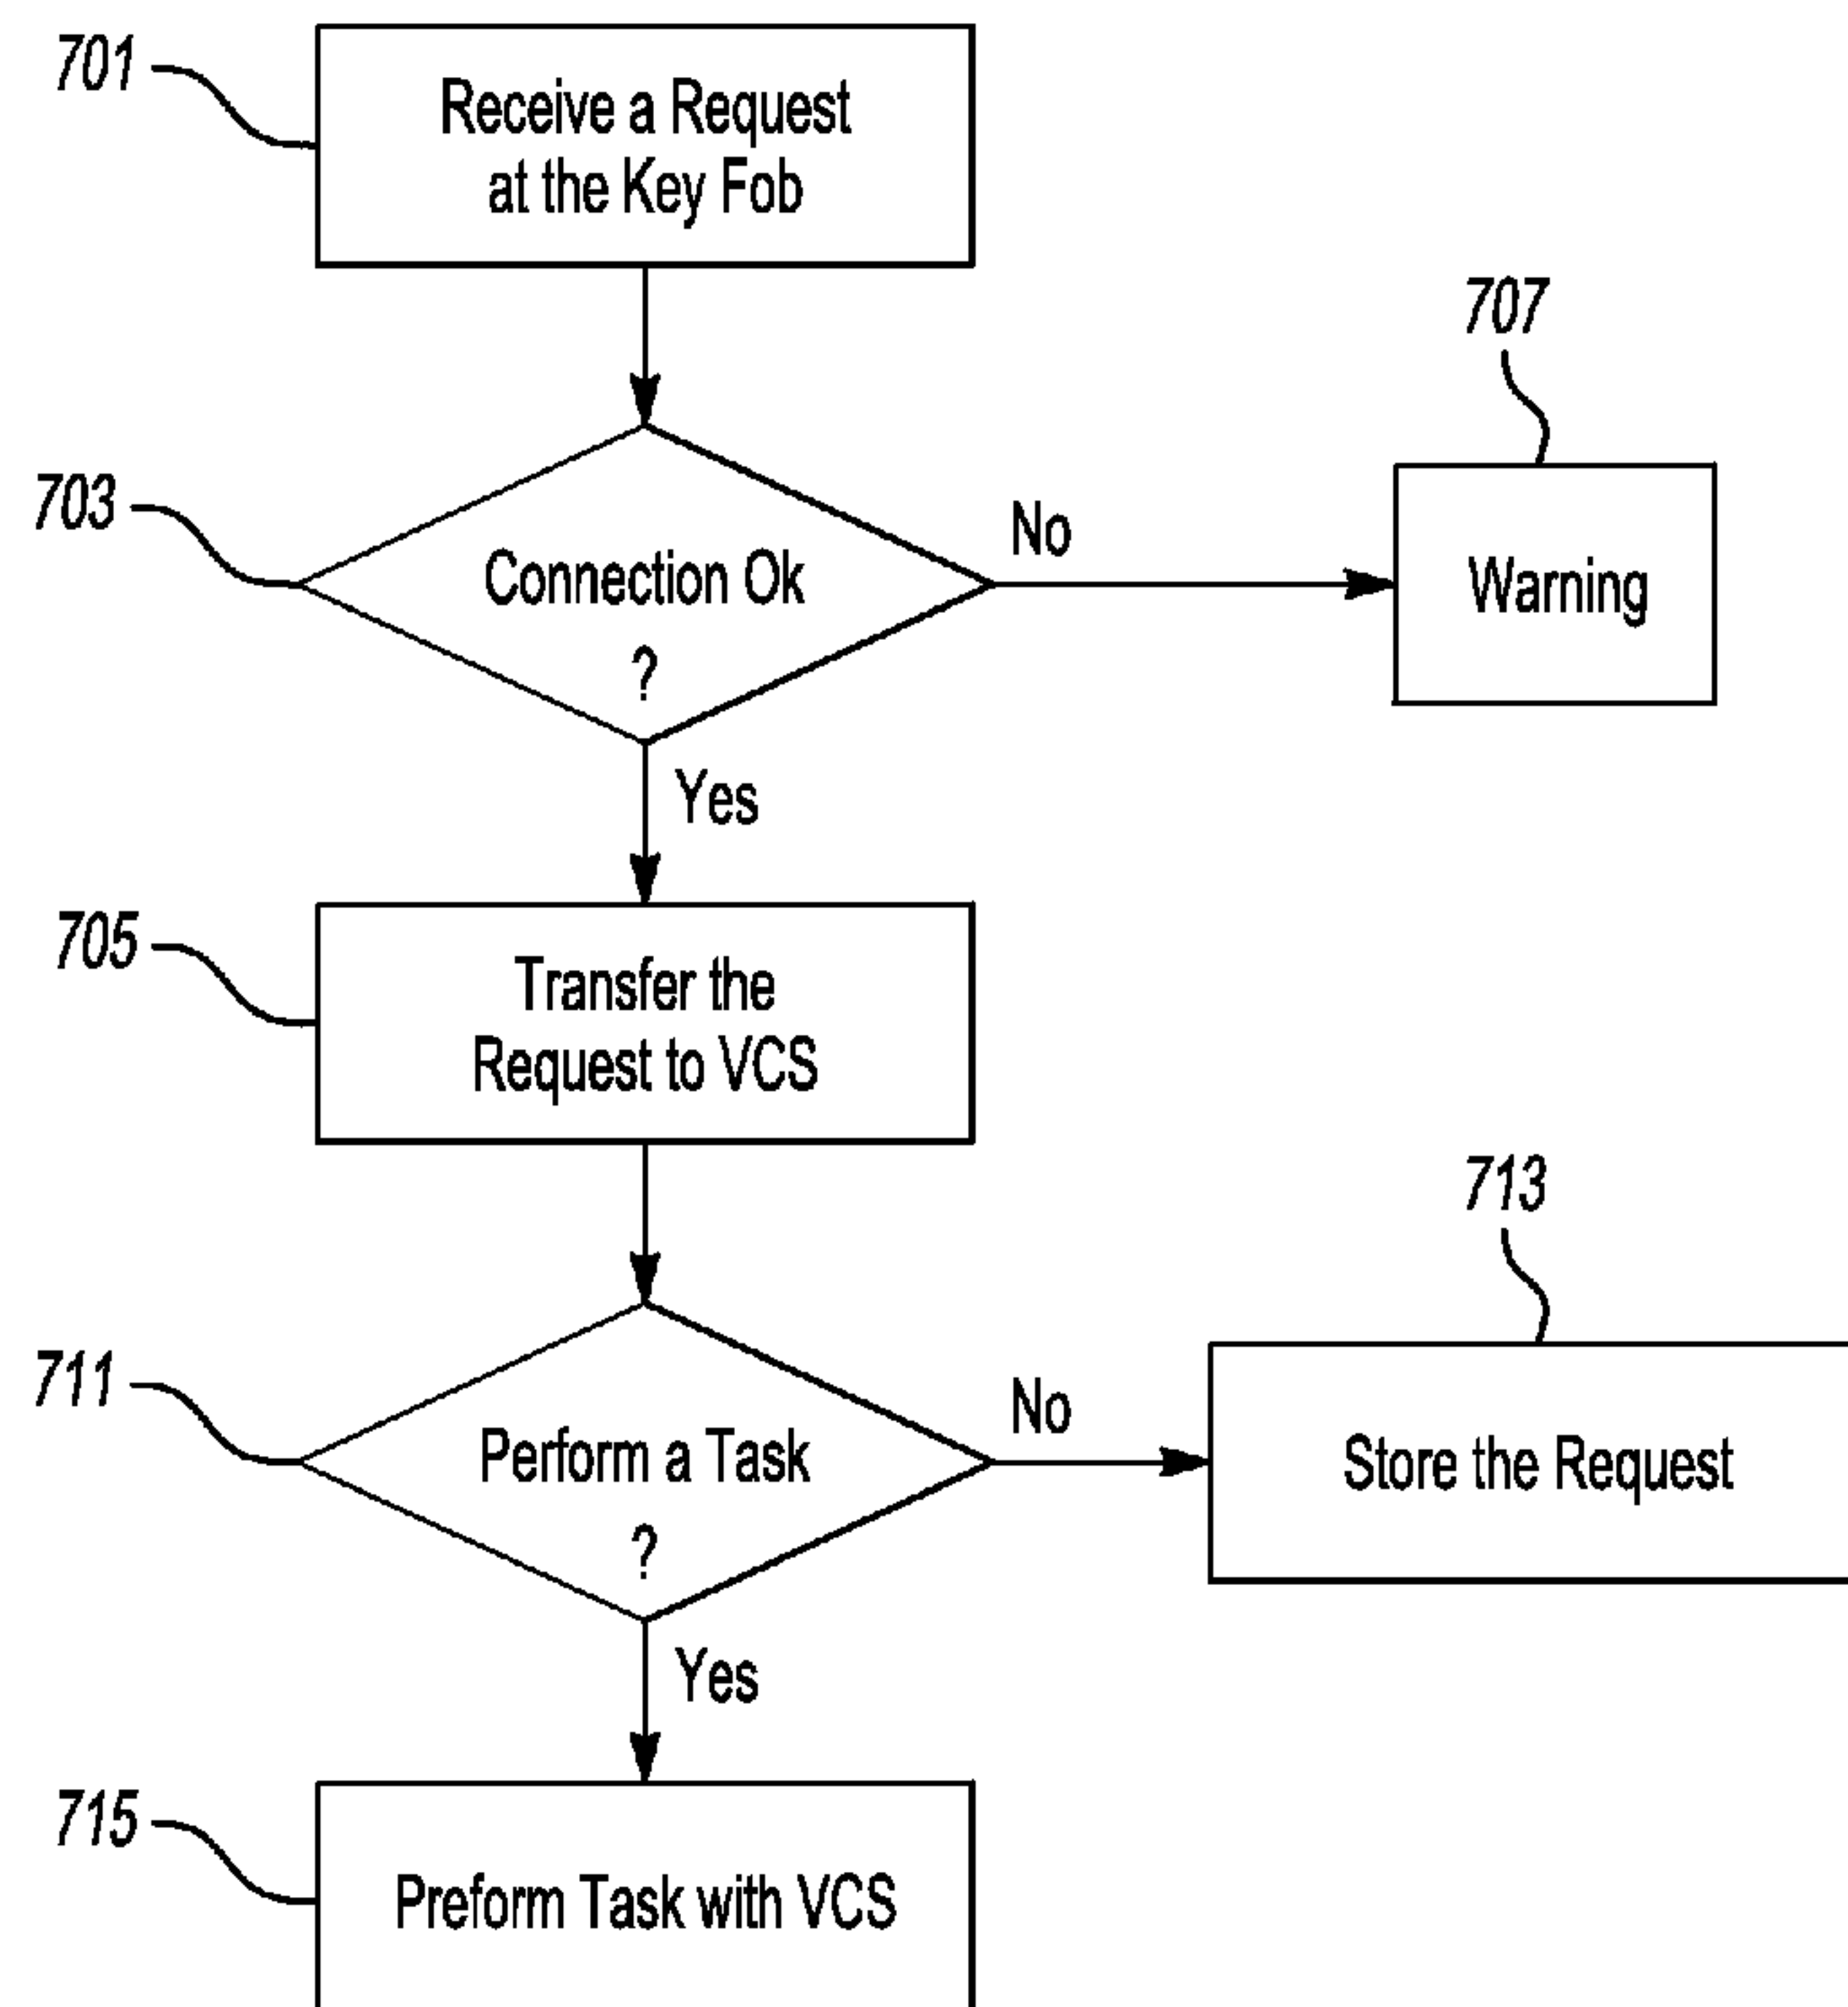 701
Receive a Request
at the Key Fob
707
703
Connection Ok
?
No
Warning
Yes
705
Transfer the
Request to VCS
713
711
Perform a Task
?
No
Store the Request
Yes
715
Preform Task with VCS